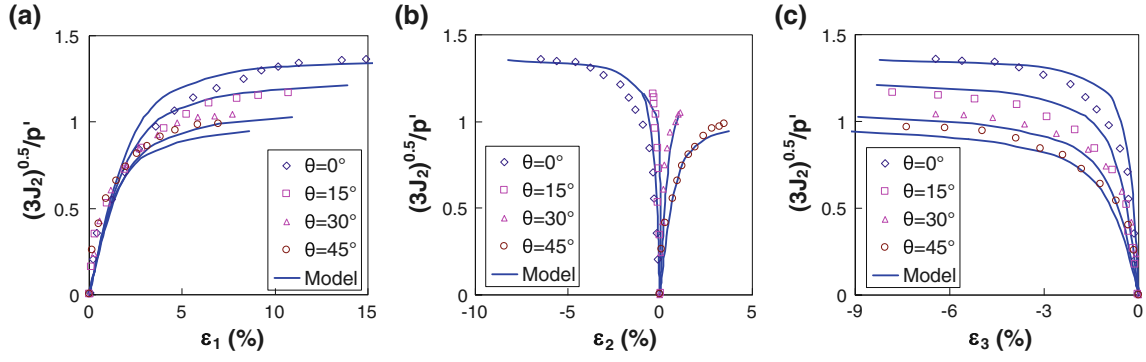 (a)
1.5
1
0.5
0
(3J₂)⁰·⁵/p'
θ=0°
θ=15°
θ=30°
θ=45°
Model
0 5 10 15
ε₁ (%)
(b)
1.5
1
0.5
0
(3J₂)⁰·⁵/p'
θ=0°
θ=15°
θ=30°
θ=45°
Model
-10 -5 0 5
ε₂ (%)
(c)
1.5
1
0.5
0
(3J₂)⁰·⁵/p'
θ=0°
θ=15°
θ=30°
θ=45°
Model
-9 -6 -3 0
ε₃ (%)